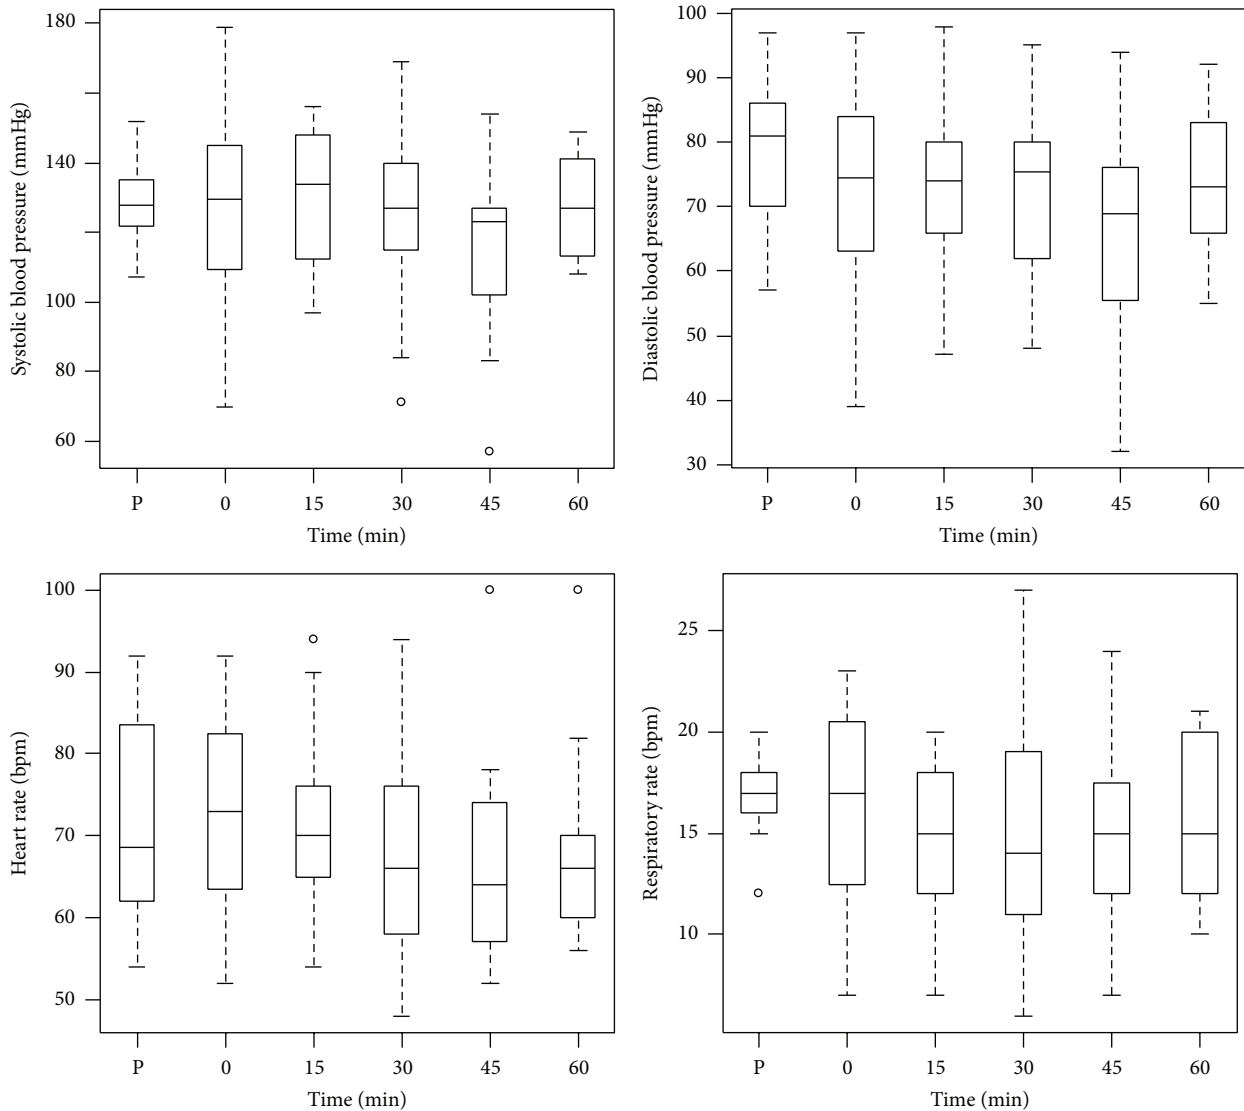 Systolic blood pressure (mmHg)
180
140
100
80
60
P 0 15 30 45 60
Time (min)
Diastolic blood pressure (mmHg)
100
90
80
70
60
50
40
30
P 0 15 30 45 60
Time (min)
Heart rate (bpm)
100
90
80
70
60
50
P 0 15 30 45 60
Time (min)
Respiratory rate (bpm)
25
20
15
10
P 0 15 30 45 60
Time (min)